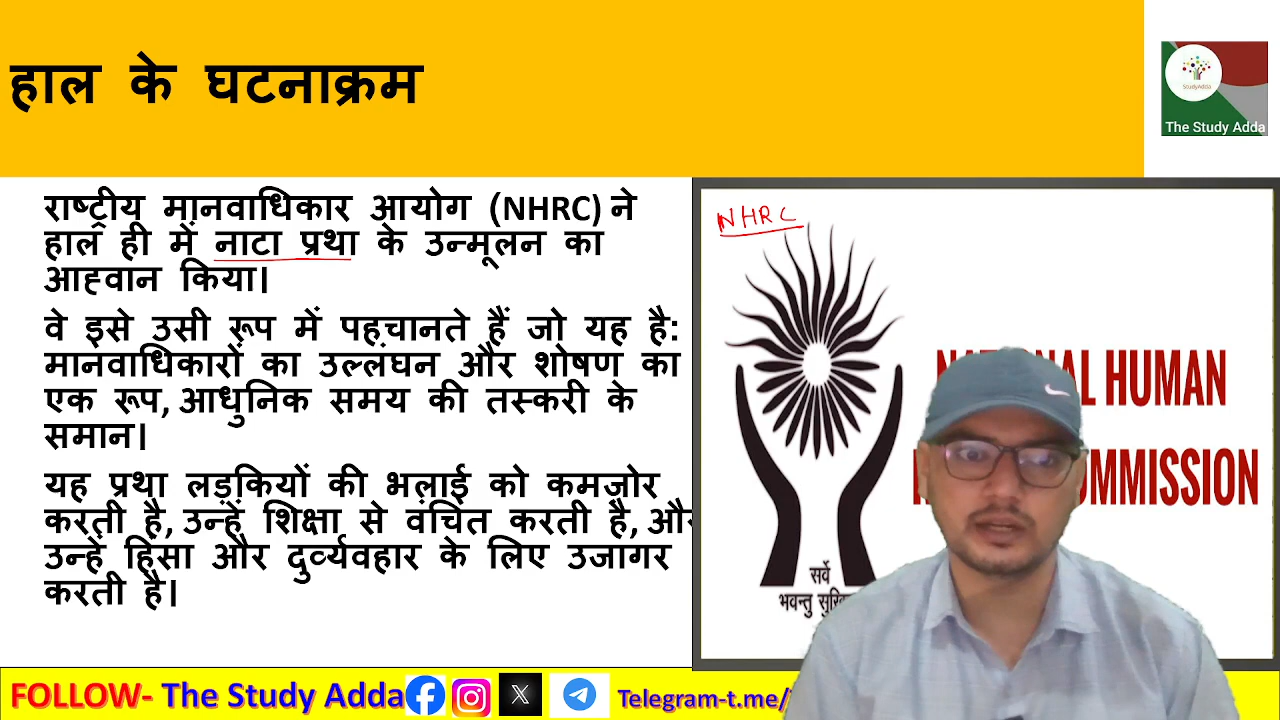 हाल के घटनाक्रम
StudyAdda
The Study Adda
राष्ट्रीय मानवाधिकार आयोग (NHRC) ने
हाल ही में नाटा प्रथा के उन्मूलन का
आह्वान किया।
वे इसे उसी रूप में पहचानते हैं जो यह है:
मानवाधिकारों का उल्लंघन और शोषण का
एक रूप, आधुनिक समय की तस्करी के
समान।
यह प्रथा लड़कियों की भलाई को कमजोर
करती है, उन्हें शिक्षा से वंचित करती है, और
उन्हें हिंसा और दुर्व्यवहार के लिए उजागर
करती है।
NHRC
HUMAN
सर्वे
भवन्तु
FOLLOW- The Study Adda
Telegram-t.me/